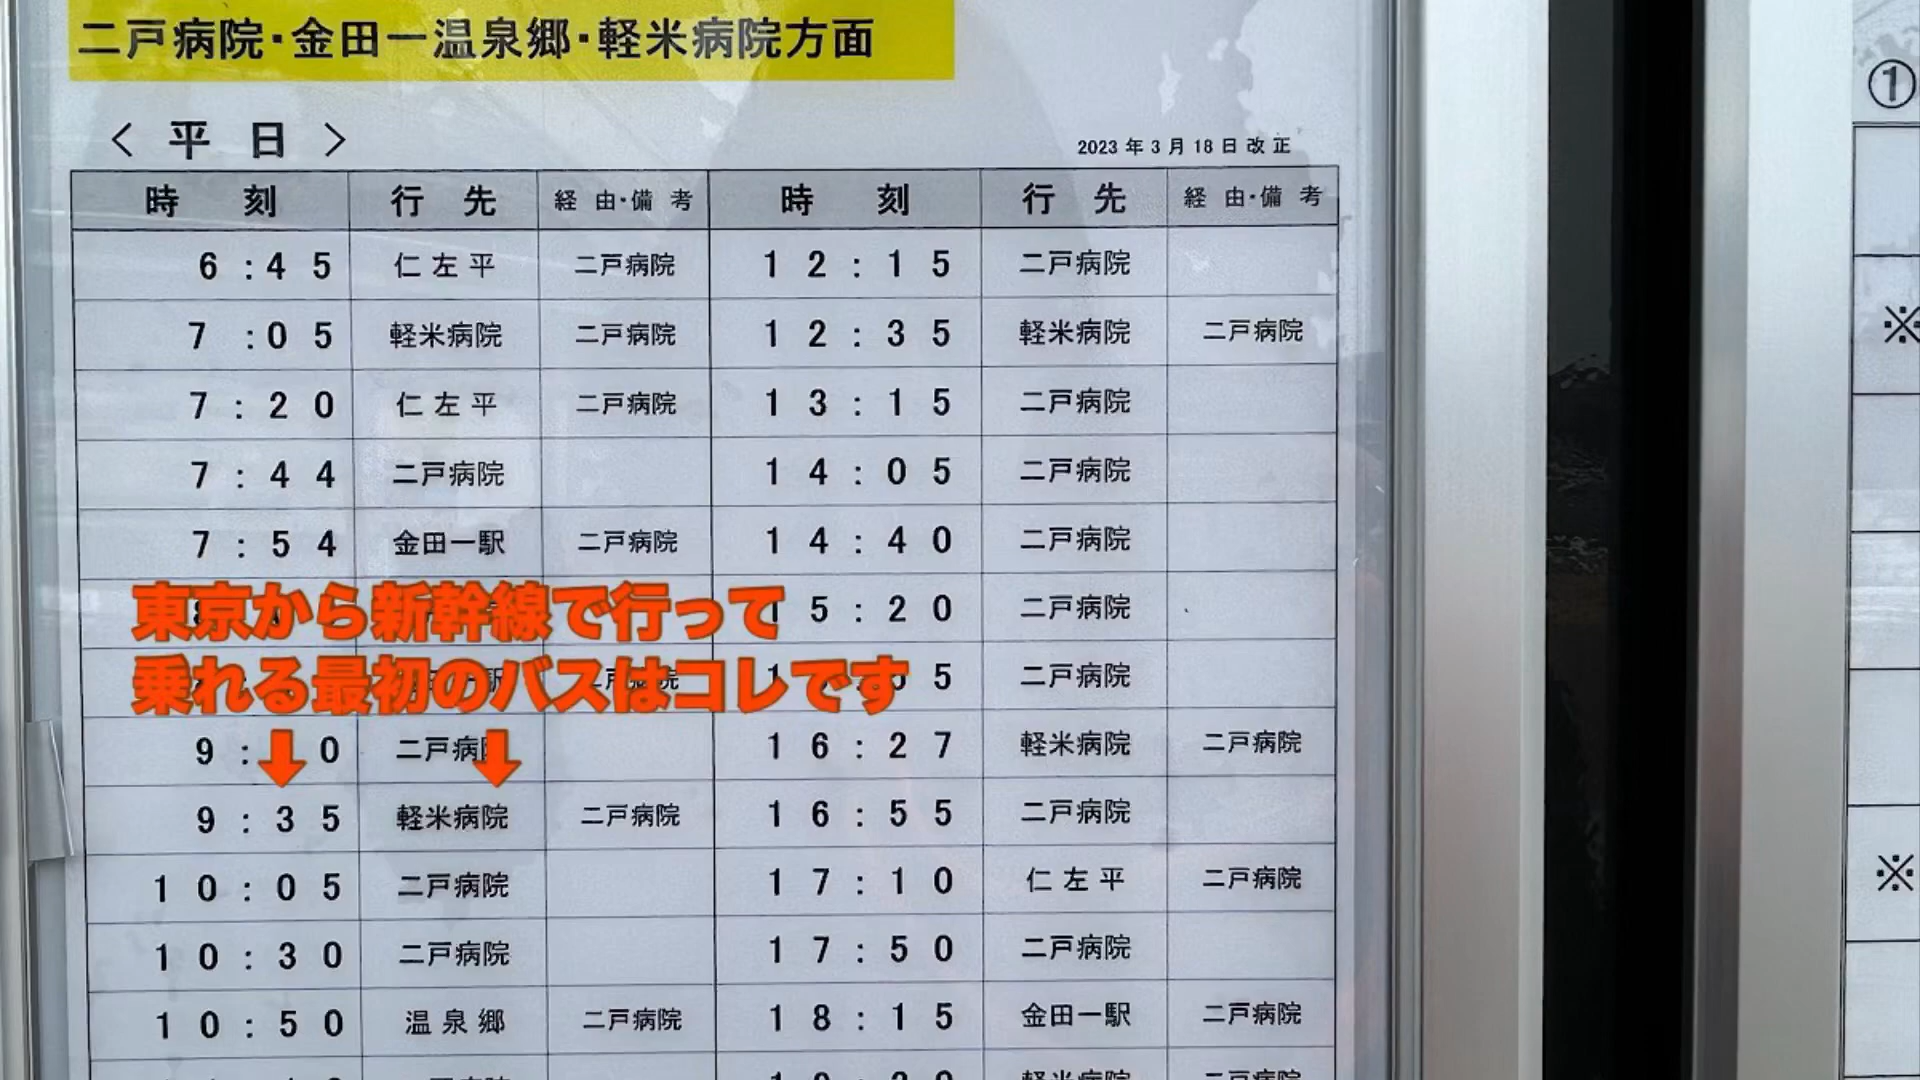 二戸病院・金田一温泉郷・軽米病院方面
①
＜平日＞
2023年3月18日改正
時刻 行先 経由・備考 時刻 行先 経由・備考
6:45 仁左平 二戸病院 12:15 二戸病院
7:05 軽米病院 二戸病院 12:35 軽米病院 二戸病院
※
7:20 仁左平 二戸病院 13:15 二戸病院
7:44 二戸病院 14:05 二戸病院
7:54 金田一駅 二戸病院 14:40 二戸病院
東京から新幹線で行って
5:20 二戸病院
乗れる最初のバスはコレです
5 二戸病院
9: 0 二戸病院 16:27 軽米病院 二戸病院
9:35 軽米病院 二戸病院 16:55 二戸病院
10:05 二戸病院 17:10 仁左平 二戸病院
※
10:30 二戸病院 17:50 二戸病院
10:50 温泉郷 二戸病院 18:15 金田一駅 二戸病院